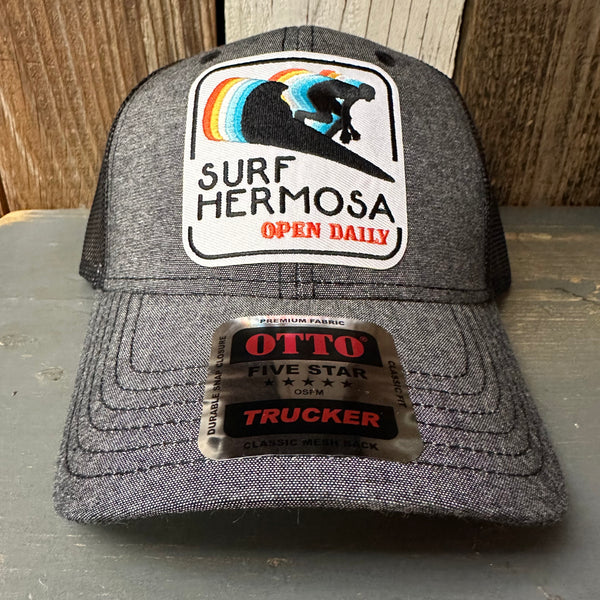 SURF
HERMOSA
OPEN DAILY
PREMIUM FABRIC
DURABLE SNAP CLOSURE
CLASSIC FIT
OTTO
FIVE STAR
★★★★★
OSFM
TRUCKER
CLASSIC MESH BACK